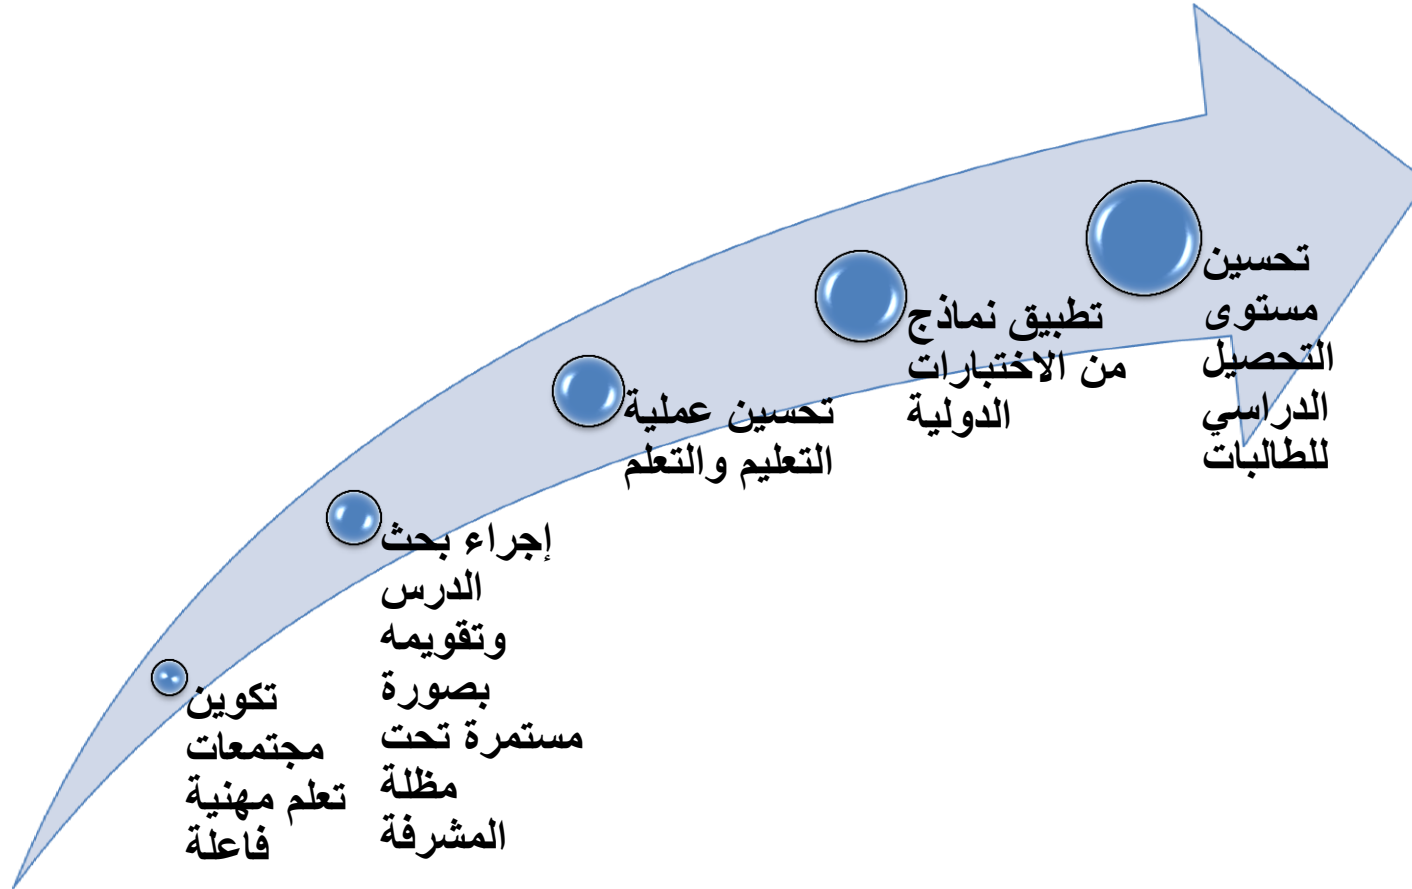 تكوين
مجتمعات
تعلم مهنية
فاعلة
إجراء بحث
الدرس
وتقويمه
بصورة
مستمرة تحت
مظلة
المشرفة
تحسين عملية
التعليم والتعلم
تطبيق نماذج
من الاختبارات
الدولية
تحسين
مستوى
التحصيل
الدراسي
للطالبات